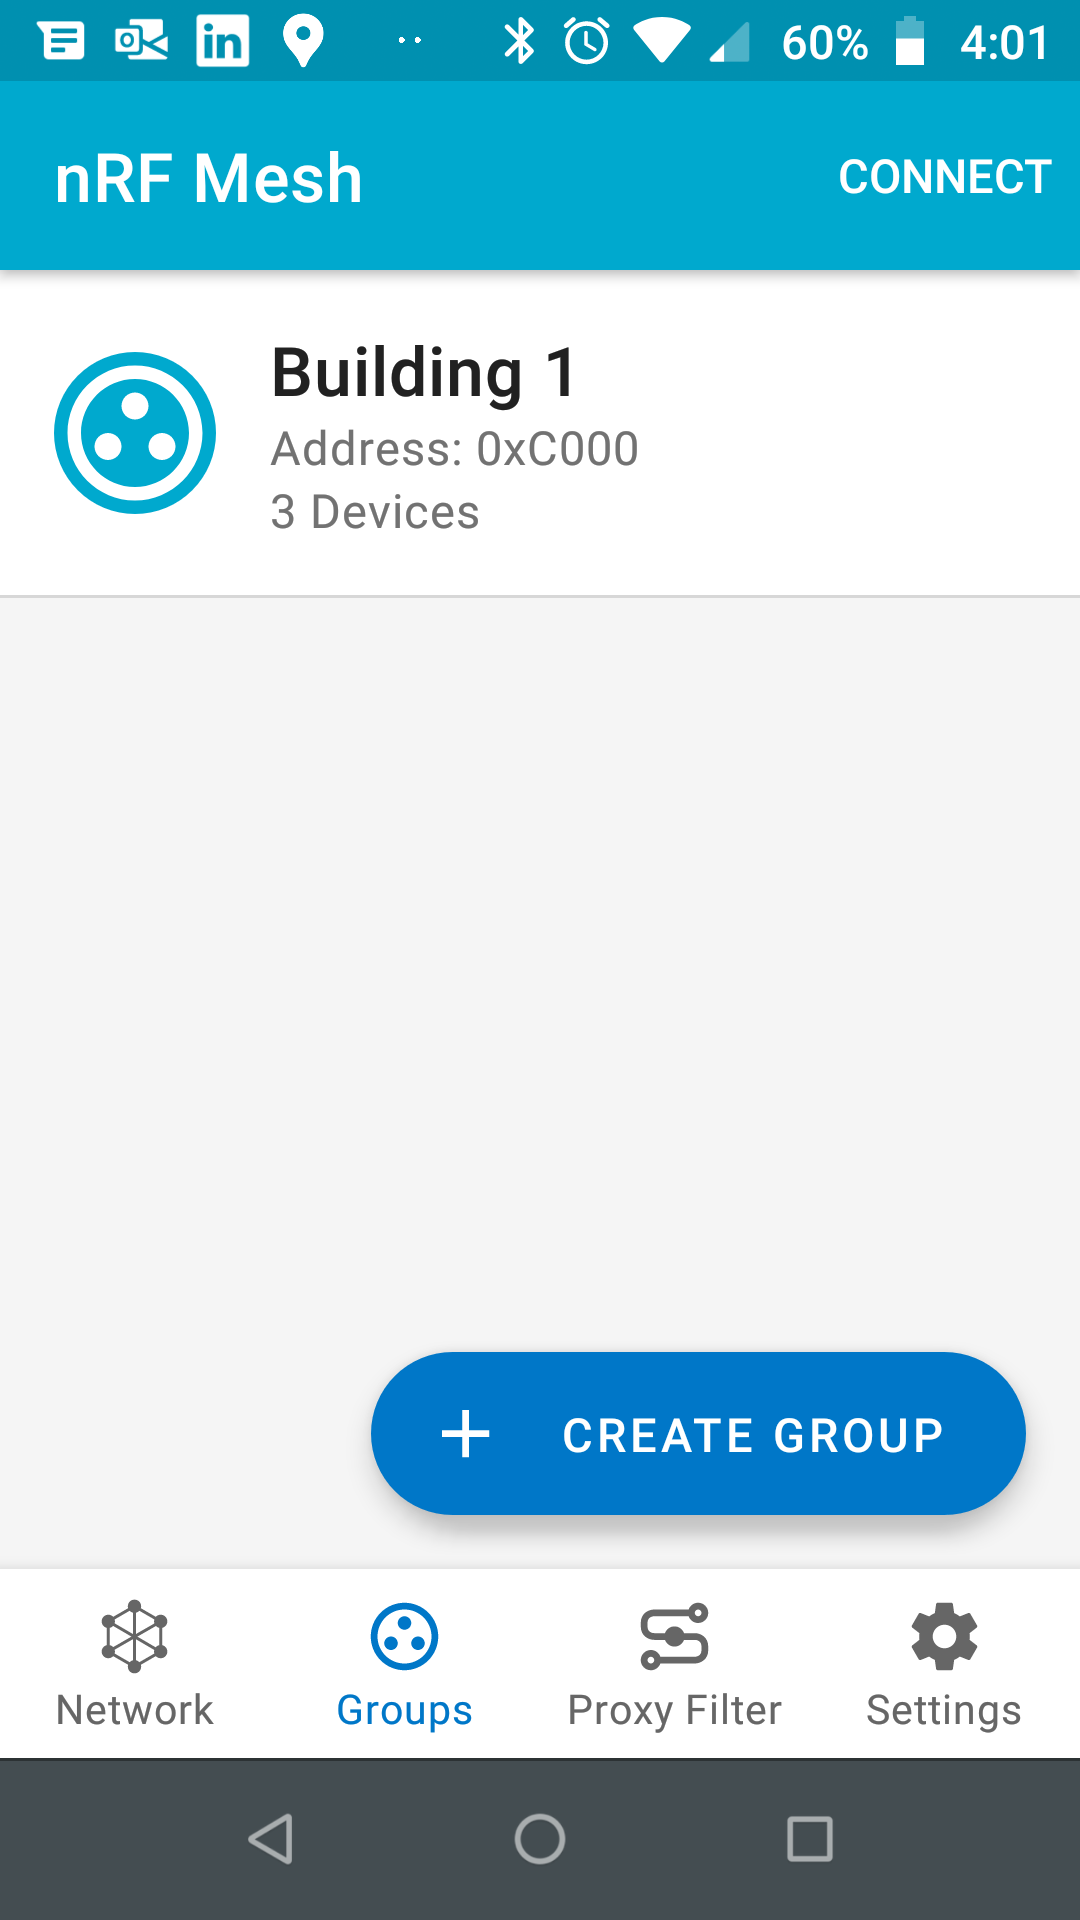 60% 4:01
nRF Mesh CONNECT
Building 1
Address: 0xC000
3 Devices
CREATE GROUP
Network Groups Proxy Filter Settings